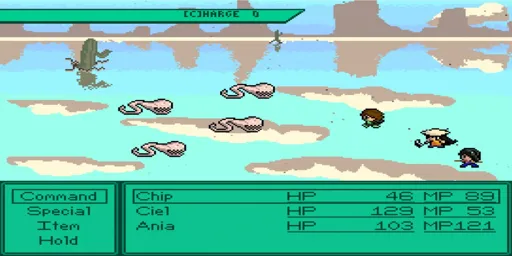 [C]HARGE 0
Command
Special
Item
Hold
Chip HP 46 MP 89
Ciel HP 129 MP 53
Ania HP 103 MP121